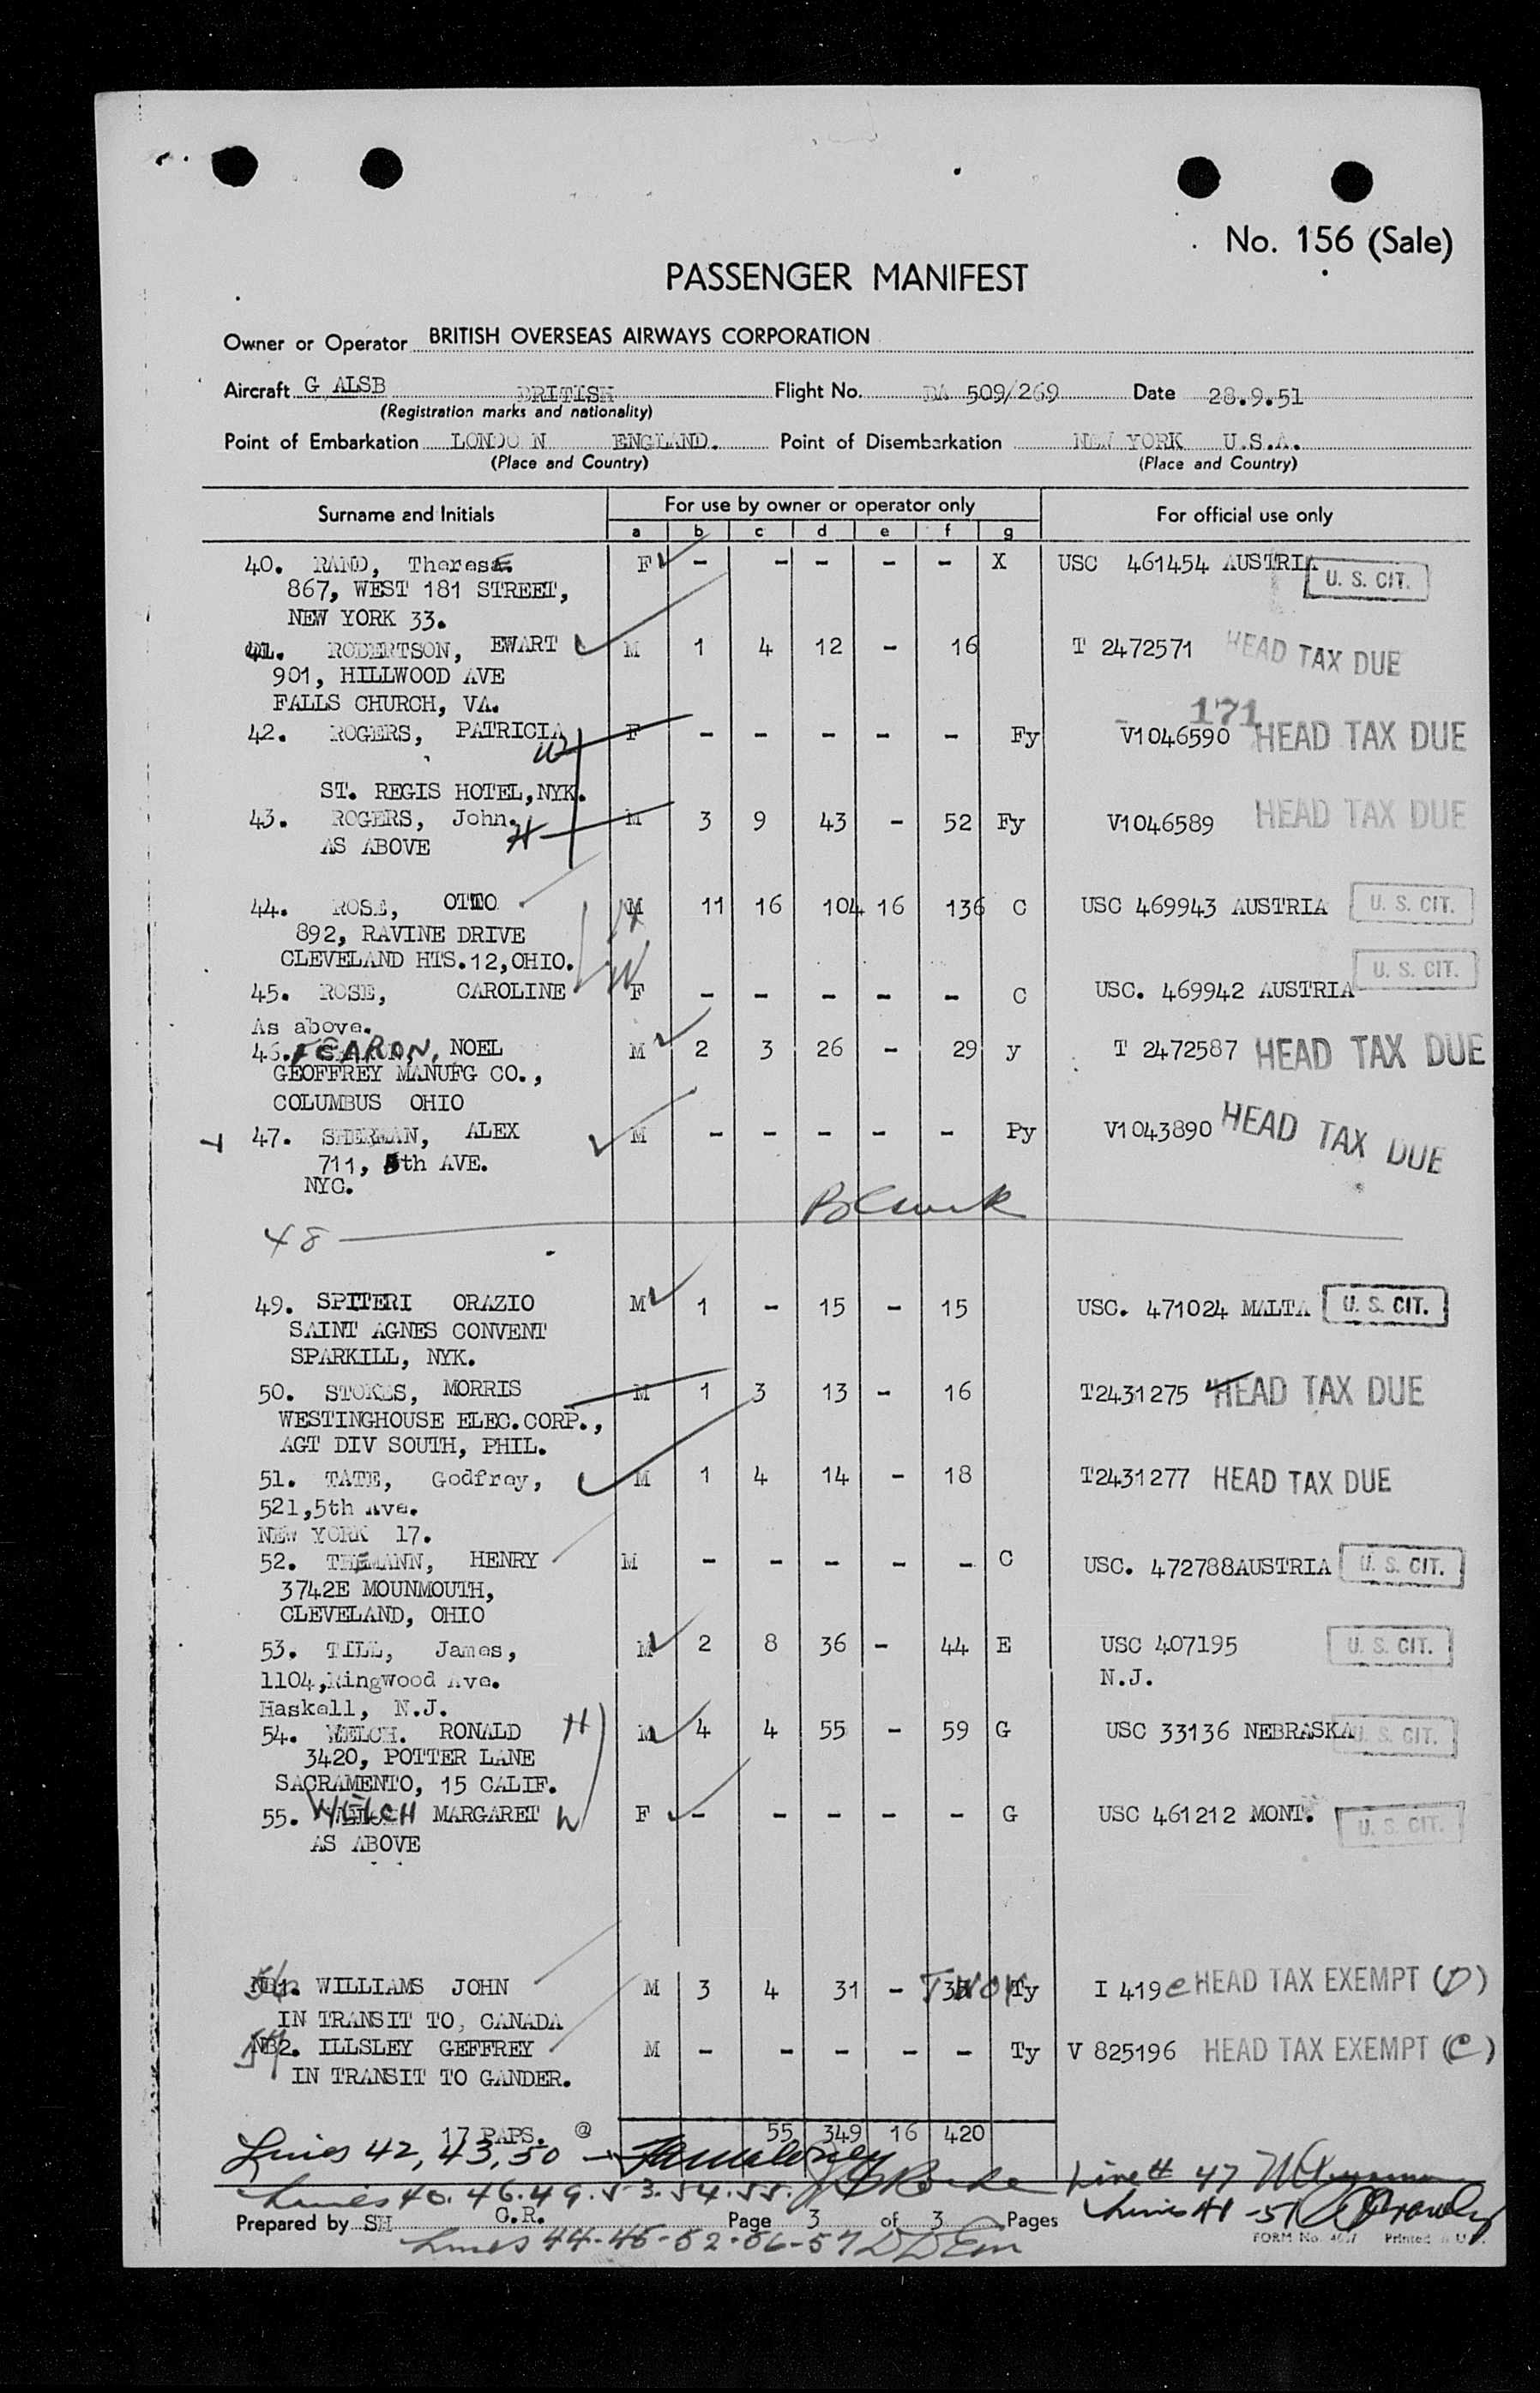 No. 156 (Sale)
PASSENGER MANIFEST
Owner or Operator BRITISH OVERSEAS AIRWAYS CORPORATION
Aircraft G ALSB BRITISH Flight No. BA 509/269 Date 28.9.51
(Registration marks and nationality)
Point of Embarkation LONDON ENGLAND. Point of Disembarkation NEW YORK U.S.A.
(Place and Country) (Place and Country)
Surname and Initials For use by owner or operator only For official use only
a b c d e f g
40. RAND, Therese F - - - - - X USC 461454 AUSTRIA U. S. CIT.
867, WEST 181 STREET,
NEW YORK 33.
41. ROBERTSON, EWART M 1 4 12 - 16 T 2472571 HEAD TAX DUE
901, HILLWOOD AVE
FALLS CHURCH, VA.
171
42. ROGERS, PATRICIA W F - - - - - Fy V1046590 HEAD TAX DUE
ST. REGIS HOTEL, NYK.
43. ROGERS, John. H M 3 9 43 - 52 Fy V1046589 HEAD TAX DUE
AS ABOVE
44. ROSE, OTTO H M 11 16 104 16 136 C USC 469943 AUSTRIA U. S. CIT.
892, RAVINE DRIVE
CLEVELAND HTS.12,OHIO.
45. ROSE, CAROLINE W F - - - - - C USC. 469942 AUSTRIA U. S. CIT.
As above.
46. FEARON, NOEL M 2 3 26 - 29 y T 2472587 HEAD TAX DUE
GEOFFREY MANUFG CO.,
COLUMBUS OHIO
47. SHERMAN, ALEX M - - - - - Py V1043890 HEAD TAX DUE
711, 5th AVE.
NYC.
48 Blank
49. SPITERI ORAZIO M 1 - 15 - 15 USC. 471024 MALTA U. S. CIT.
SAINT AGNES CONVENT
SPARKILL, NYK.
50. STOKES, MORRIS M 1 3 13 - 16 T2431275 HEAD TAX DUE
WESTINGHOUSE ELEC.CORP.,
AGT DIV SOUTH, PHIL.
51. TATE, Godfrey, M 1 4 14 - 18 T2431277 HEAD TAX DUE
521,5th Ave.
NEW YORK 17.
52. THEMANN, HENRY M - - - - - C USC. 472788AUSTRIA U. S. CIT.
3742E MOUNMOUTH,
CLEVELAND, OHIO
53. TILL, James, M 2 8 36 - 44 E USC 407195 U. S. CIT.
1104,Ringwood Ave. N.J.
Haskell, N.J.
54. WELCH. RONALD H M 4 4 55 - 59 G USC 33136 NEBRASKA U. S. CIT.
3420, POTTER LANE
SACRAMENTO, 15 CALIF.
55. WELCH MARGARET W F - - - - - G USC 461212 MONT. U. S. CIT.
AS ABOVE
56 NB1. WILLIAMS JOHN M 3 4 31 - 35 Ty I 419 C HEAD TAX EXEMPT (D)
IN TRANSIT TO, CANADA
57 NB2. ILLSLEY GEFFREY M - - - - - Ty V 825196 HEAD TAX EXEMPT (C)
IN TRANSIT TO GANDER.
17 PAPS. @ 55 349 16 420
Lines 42, 43, 50 -
Line # 47
Lines 40. 46. 49. 53. 54. 55.
Lines 41 - 51
Prepared by SH C.R. Page 3 of 3 Pages
Lines 44-45-52-56-57
FORM No. Printed